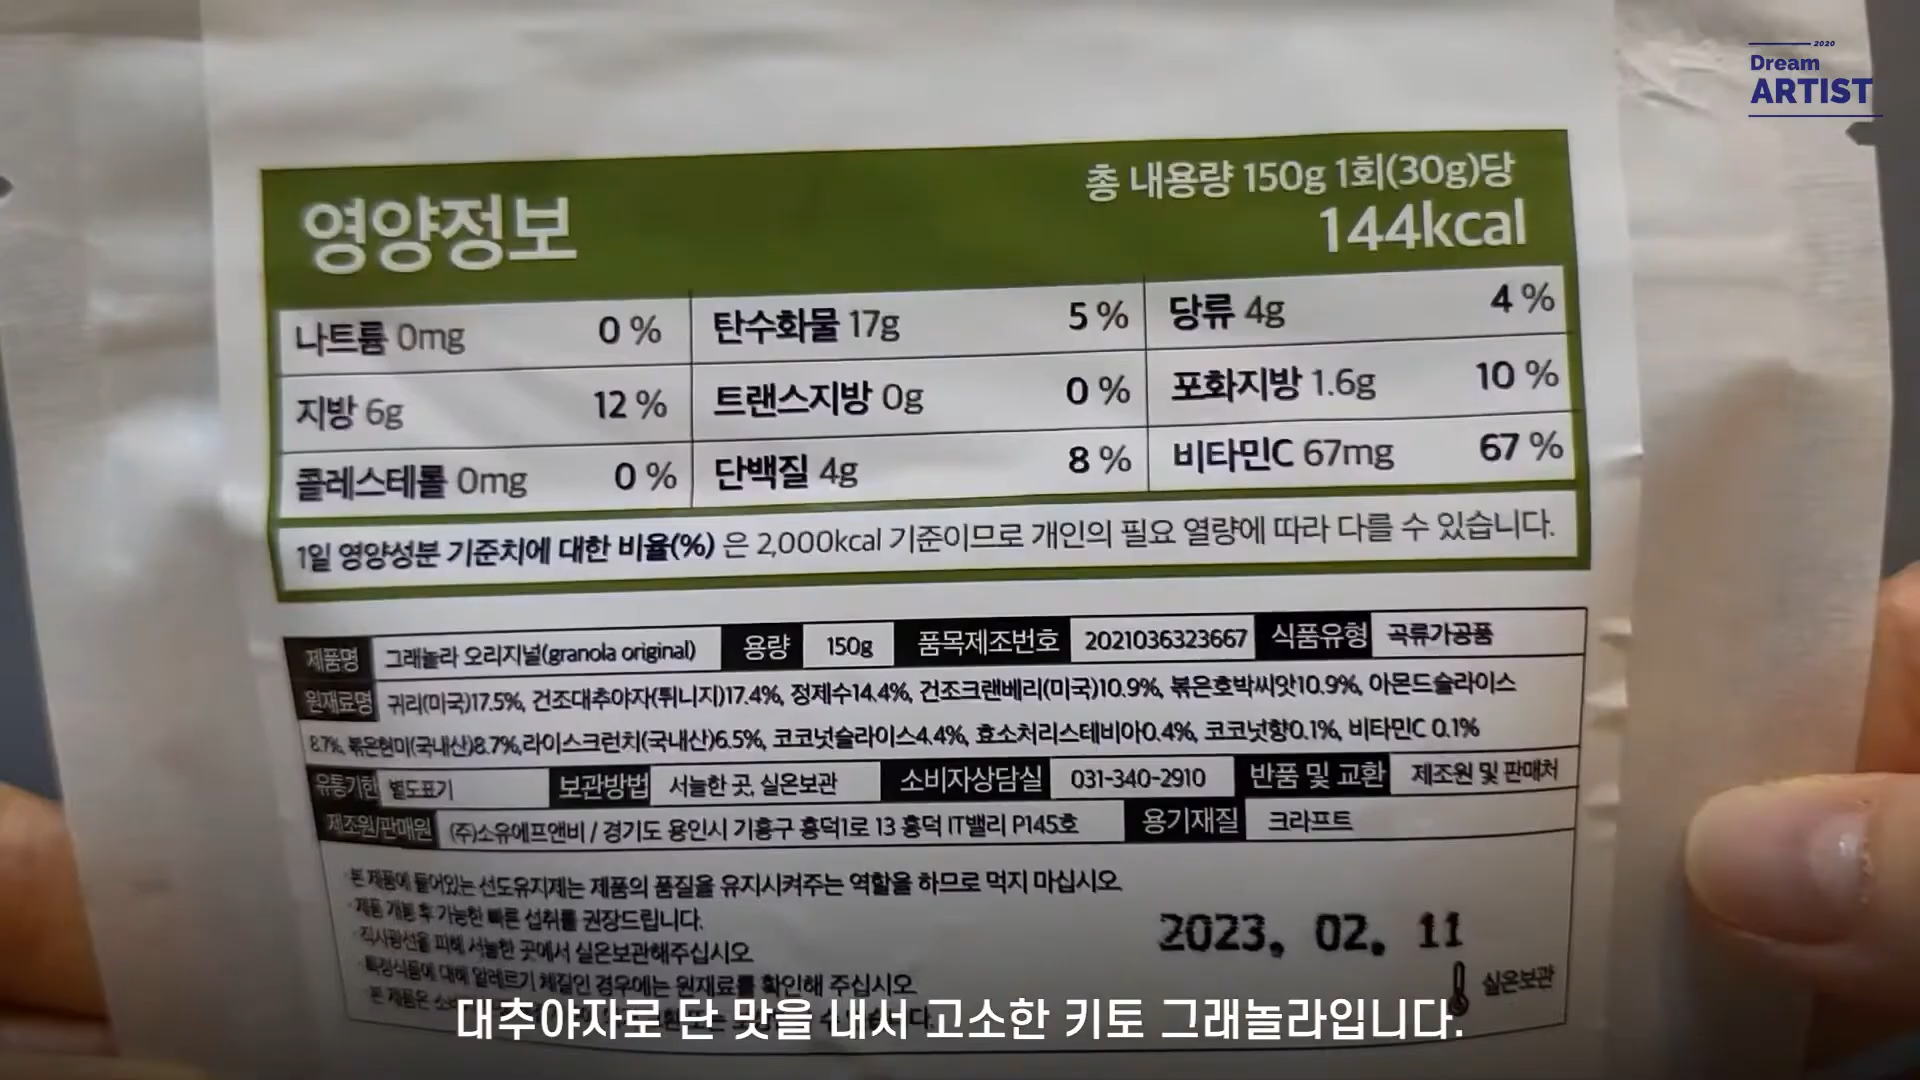 2020
Dream
ARTIST
영양정보
총 내용량 150g 1회(30g)당
144kcal
나트륨 0mg 0 % 탄수화물 17g 5 % 당류 4g 4 %
지방 6g 12 % 트랜스지방 0g 0 % 포화지방 1.6g 10 %
콜레스테롤 0mg 0 % 단백질 4g 8 % 비타민C 67mg 67 %
1일 영양성분 기준치에 대한 비율(%) 은 2,000kcal 기준이므로 개인의 필요 열량에 따라 다를 수 있습니다.
제품명 그래놀라 오리지널(granola original) 용량 150g 품목제조번호 2021036323667 식품유형 곡류가공품
원재료명 귀리(미국)17.5%, 건조대추야자(튀니지)17.4%, 정제수14.4%, 건조크랜베리(미국)10.9%, 볶은호박씨앗10.9%, 아몬드슬라이스
8.7%, 볶은현미(국내산)8.7%,라이스크런치(국내산)6.5%, 코코넛슬라이스4.4%, 효소처리스테비아0.4%, 코코넛향0.1%, 비타민C 0.1%
유통기한 별도표기 보관방법 서늘한 곳, 실온보관 소비자상담실 031-340-2910 반품 및 교환 제조원 및 판매처
제조원/판매원 (주)소유에프앤비 / 경기도 용인시 기흥구 흥덕1로 13 흥덕 IT밸리 P145호 용기재질 크라프트
·본 제품에 들어있는 선도유지제는 제품의 품질을 유지시켜주는 역할을 하므로 먹지 마십시오
·제품 개봉 후 가능한 빠른 섭취를 권장드립니다.
·직사광선을 피해 서늘한 곳에서 실온보관해주십시오
·특정식품에 대해 알레르기 체질인 경우에는 원재료를 확인해 주십시오
·본 제품은
2023. 02. 11
실온보관
대추야자로 단 맛을 내서 고소한 키토 그래놀라입니다.